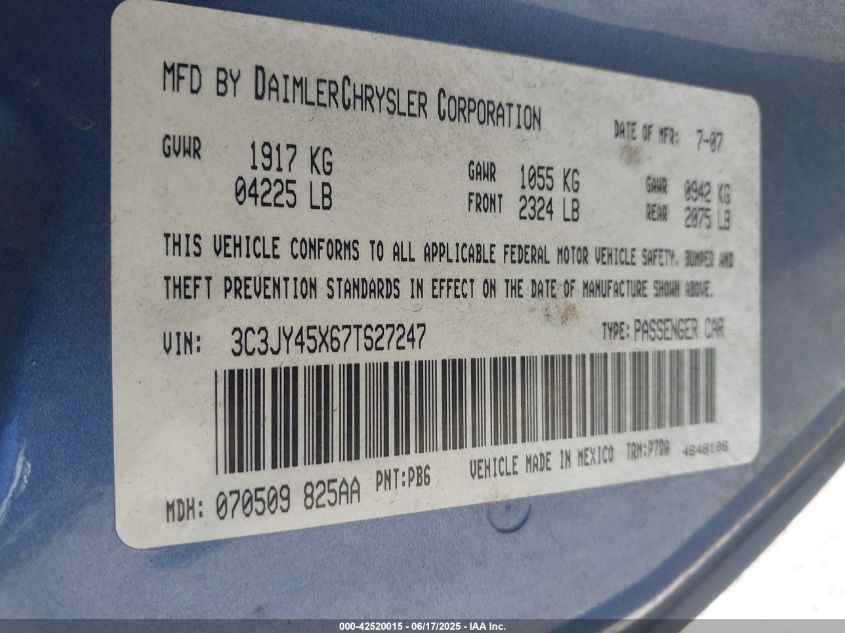 MFD BY DAIMLERCHRYSLER CORPORATION
DATE OF MFR: 7-07
GVWR 1917 KG
04225 LB
GAWR 1055 KG
FRONT 2324 LB
GAWR 0942 KG
REAR 2075 LB
THIS VEHICLE CONFORMS TO ALL APPLICABLE FEDERAL MOTOR VEHICLE SAFETY, BUMPER AND
THEFT PREVENTION STANDARDS IN EFFECT ON THE DATE OF MANUFACTURE SHOWN ABOVE.
VIN: 3C3JY45X67T627247 TYPE: PASSENGER CAR
MDH: 070509 825AA PNT:PB6 VEHICLE MADE IN MEXICO TRM:P7DA 4648106
000-42520015 - 06/17/2025 - IAA Inc.